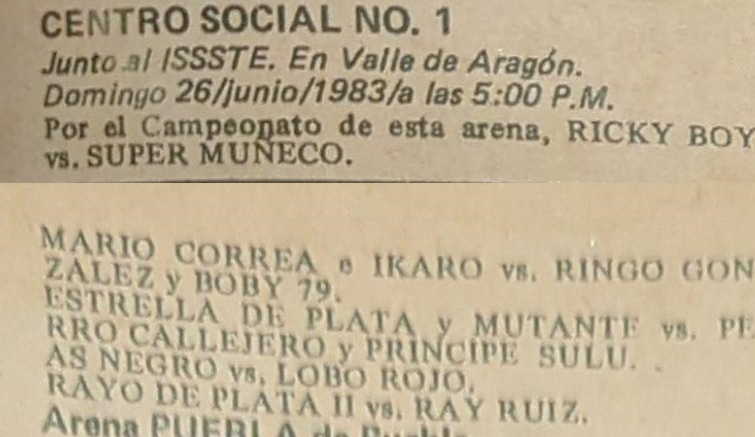 CENTRO SOCIAL NO. 1
Junto al ISSSTE. En Valle de Aragón.
Domingo 26/junio/1983/a las 5:00 P.M.
Por el Campeonato de esta arena, RICKY BOY
vs. SUPER MUÑECO.
MARIO CORREA e IKARO vs. RINGO GON
ZALEZ y BOBY 79.
ESTRELLA DE PLATA y MUTANTE vs. PE
RRO CALLEJERO y PRINCIPE SULU.
AS NEGRO vs. LOBO ROJO.
RAYO DE PLATA II vs. RAY RUIZ.
Arena PUEBLA de Puebla